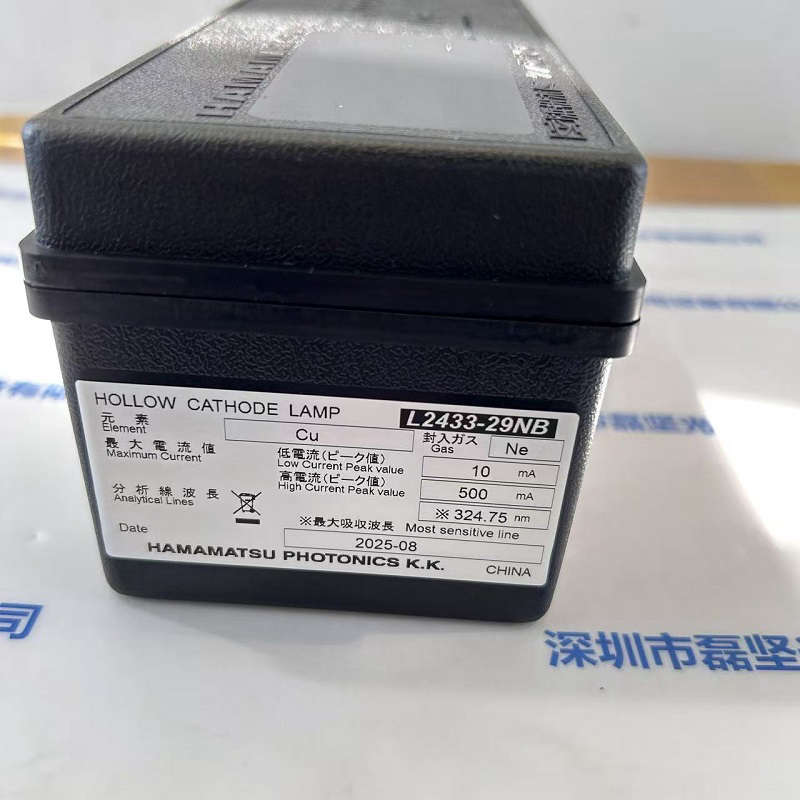 HAMAM
HOLLOW CATHODE LAMP
L2433-29NB
元素
Element
Cu
封入ガス
Gas
Ne
最大電流値
Maximum Current
低電流(ピーク値)
Low Current Peak value
10 mA
高電流(ピーク値)
High Current Peak value
500 mA
分析線波長
Analytical Lines
※ 324.75 nm
※最大吸収波長 Most sensitive line
Date
2025-08
HAMAMATSU PHOTONICS K.K.
CHINA
司
深圳市磊坚